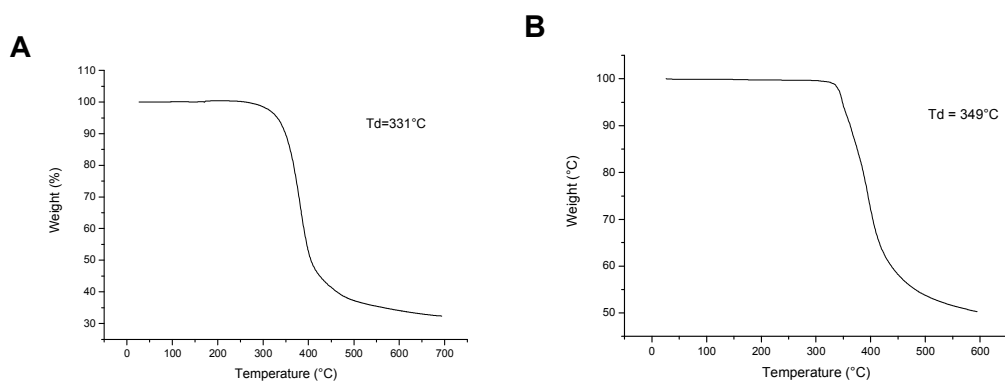 A
110
100
90
80
70
60
50
40
30
0 100 200 300 400 500 600 700
Weight (%)
Temperature (°C)
Td=331°C
B
100
90
80
70
60
50
0 100 200 300 400 500 600
Weight (°C)
Temperature (°C)
Td = 349°C